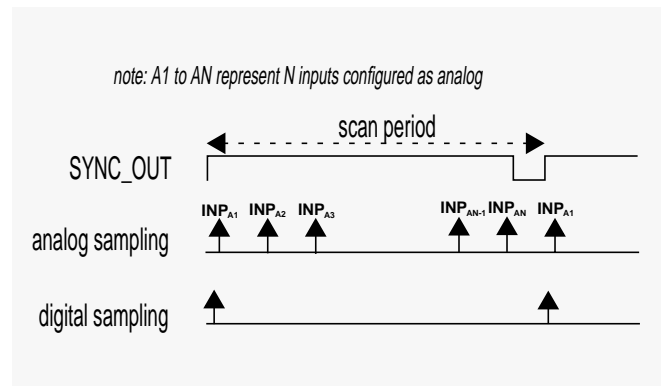 note: A1 to AN represent N inputs configured as analog
scan period
SYNC_OUT
INPA1 INPA2 INPA3 INPAN-1 INPAN INPA1
analog sampling
digital sampling